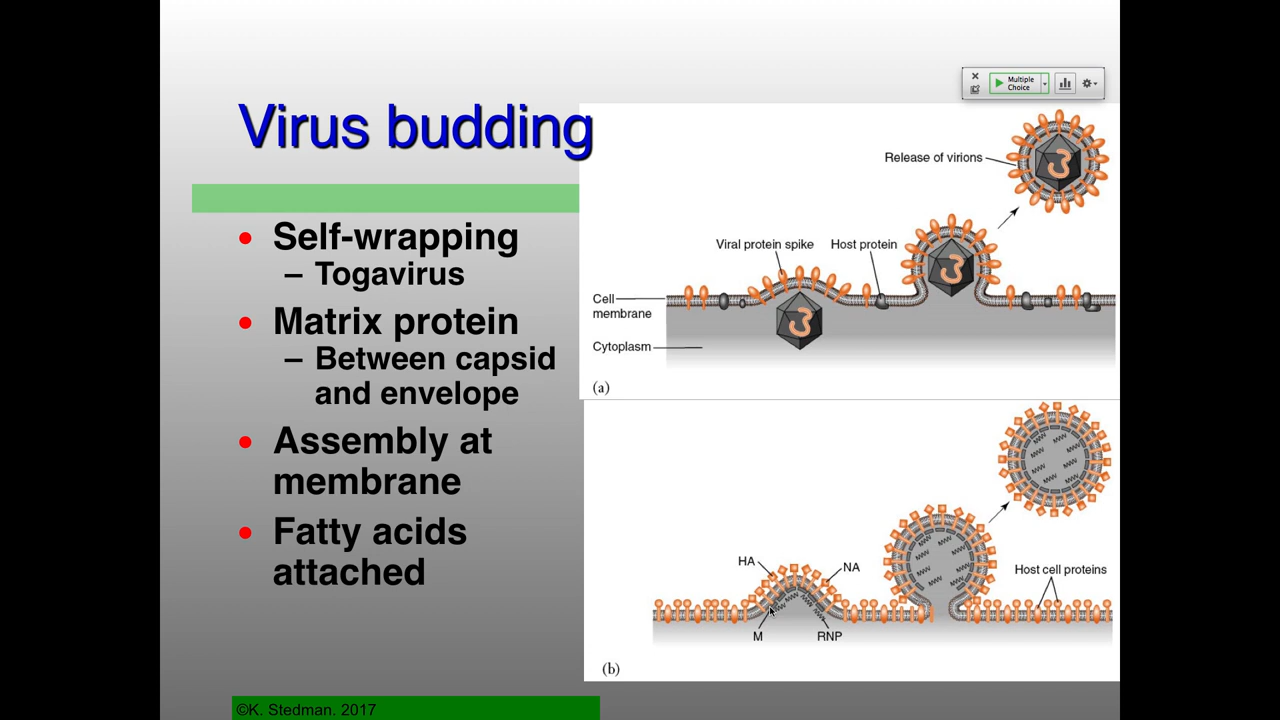 Multiple
Choice
Virus budding
• Self-wrapping
– Togavirus
• Matrix protein
– Between capsid
and envelope
• Assembly at
membrane
• Fatty acids
attached
Release of virions
Viral protein spike
Host protein
Cell
membrane
Cytoplasm
(a)
HA
NA
Host cell proteins
M
RNP
(b)
©K. Stedman. 2017